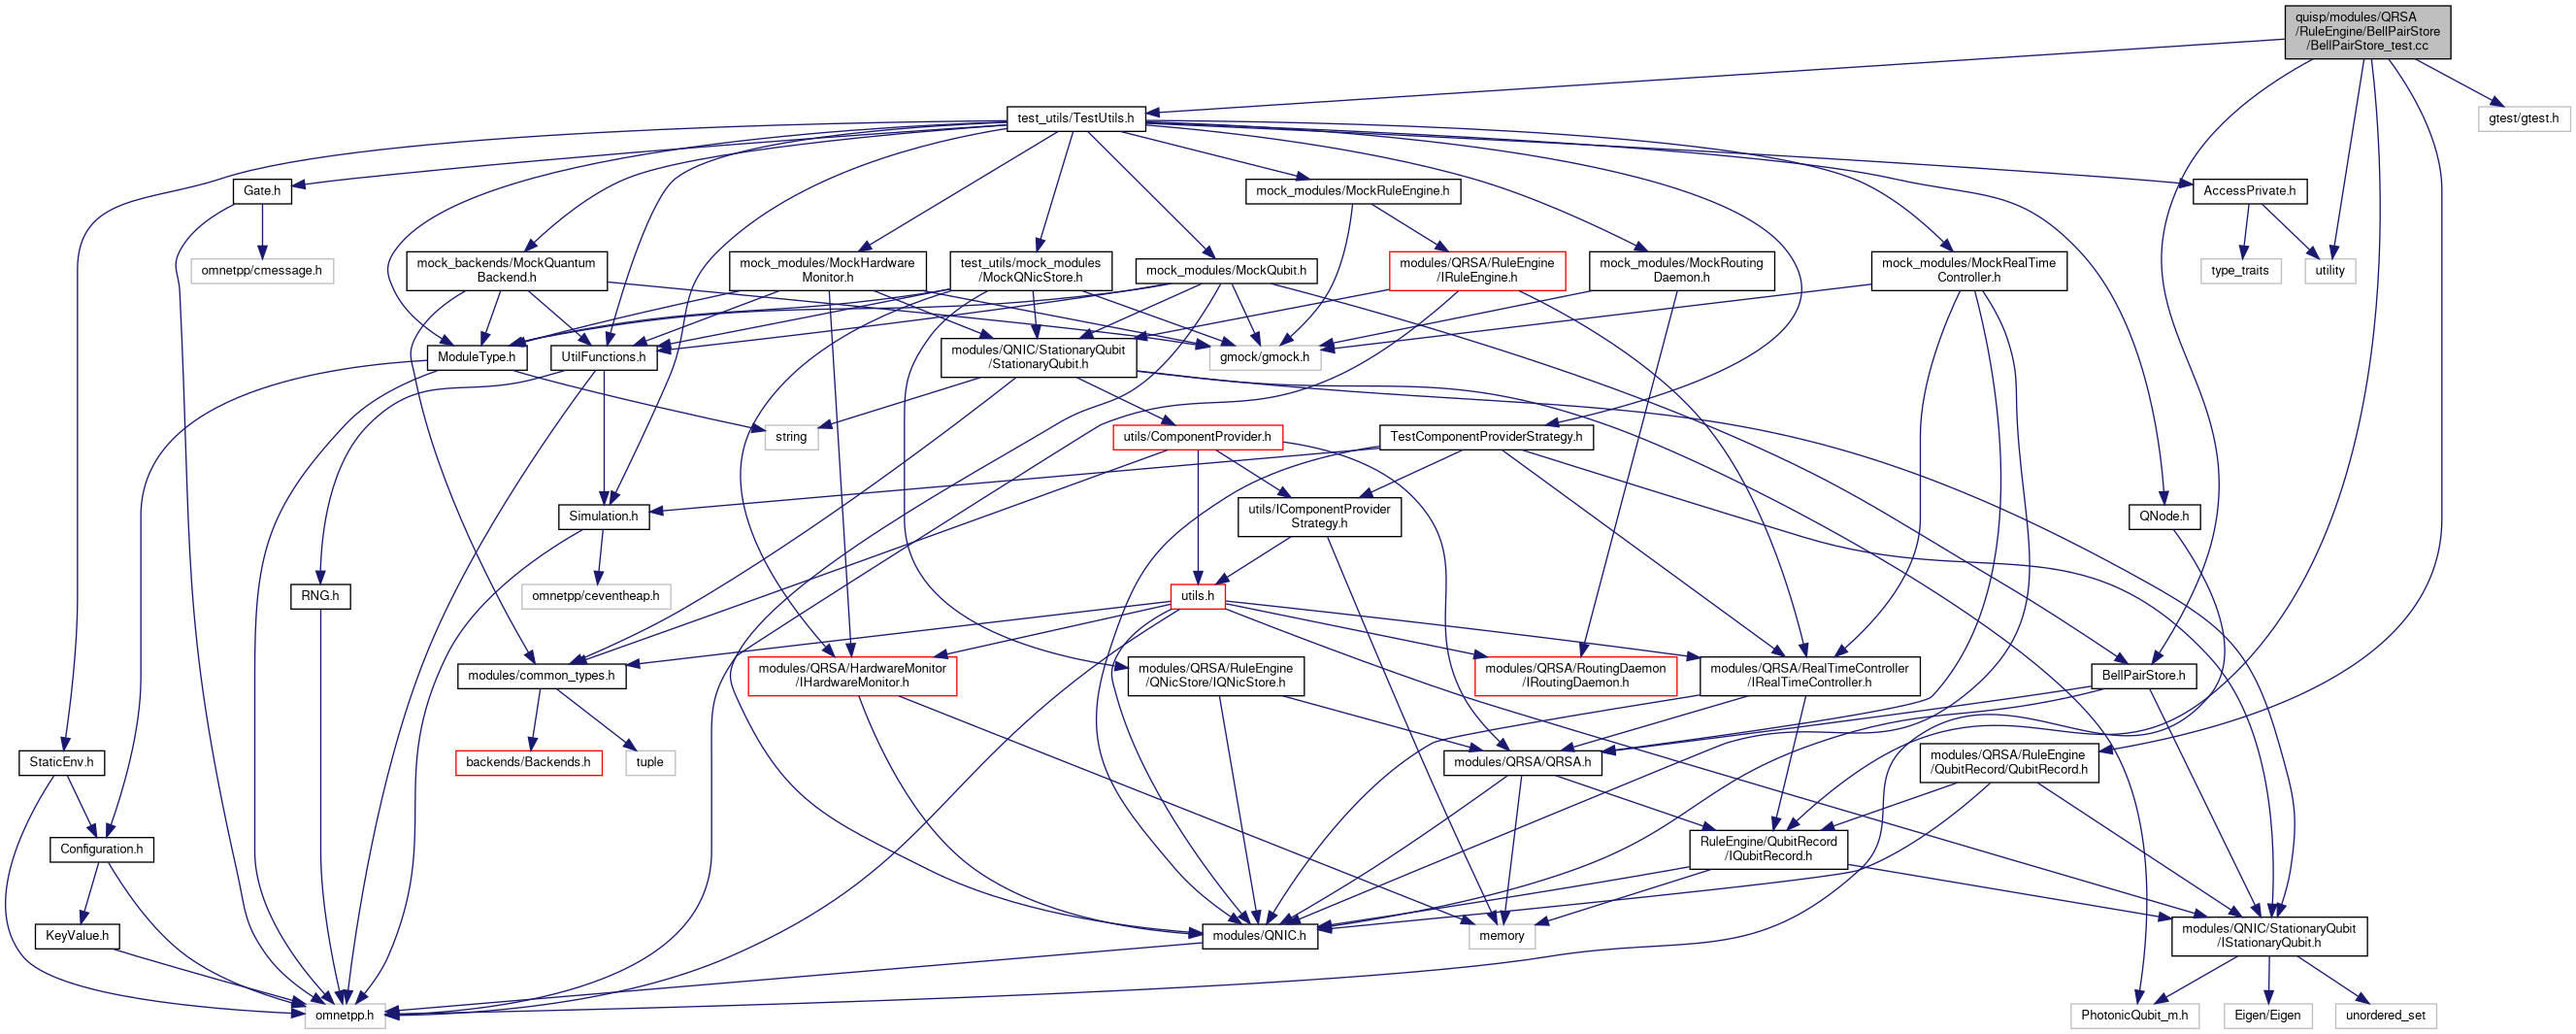 quisp/modules/QRSA
/RuleEngine/BellPairStore
/BellPairStore_test.cc
test_utils/TestUtils.h
gtest/gtest.h
Gate.h
mock_modules/MockRuleEngine.h
AccessPrivate.h
omnetpp/cmessage.h
mock_backends/MockQuantum
Backend.h
mock_modules/MockHardware
Monitor.h
test_utils/mock_modules
/MockQNicStore.h
mock_modules/MockQubit.h
modules/QRSA/RuleEngine
/IRuleEngine.h
mock_modules/MockRouting
Daemon.h
mock_modules/MockRealTime
Controller.h
type_traits
utility
ModuleType.h
UtilFunctions.h
modules/QNIC/StationaryQubit
/StationaryQubit.h
gmock/gmock.h
string
utils/ComponentProvider.h
TestComponentProviderStrategy.h
Simulation.h
utils/IComponentProvider
Strategy.h
QNode.h
RNG.h
omnetpp/ceventheap.h
utils.h
modules/common_types.h
modules/QRSA/HardwareMonitor
/IHardwareMonitor.h
modules/QRSA/RuleEngine
/QNicStore/IQNicStore.h
modules/QRSA/RoutingDaemon
/IRoutingDaemon.h
modules/QRSA/RealTimeController
/IRealTimeController.h
BellPairStore.h
StaticEnv.h
backends/Backends.h
tuple
modules/QRSA/QRSA.h
modules/QRSA/RuleEngine
/QubitRecord/QubitRecord.h
Configuration.h
RuleEngine/QubitRecord
/IQubitRecord.h
KeyValue.h
modules/QNIC.h
memory
modules/QNIC/StationaryQubit
/IStationaryQubit.h
omnetpp.h
PhotonicQubit_m.h
Eigen/Eigen
unordered_set